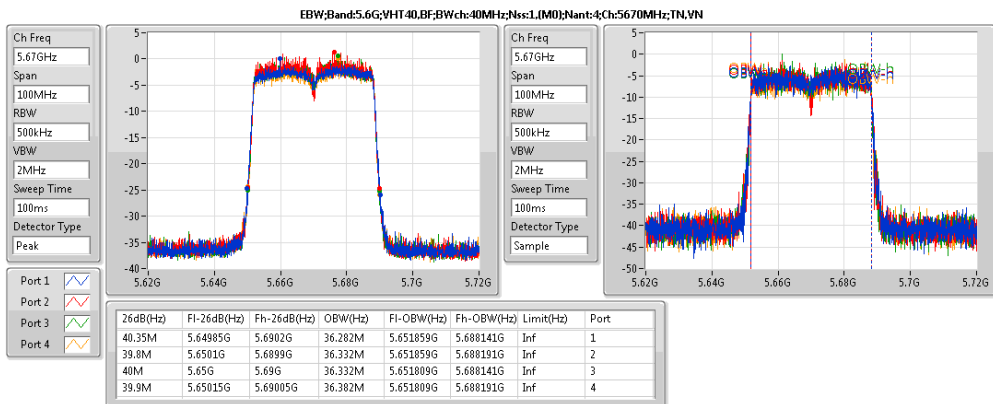 EBW;Band:5.6G;VHT40,BF;BWch:40MHz;Nss:1,(M0);Nant:4;Ch:5670MHz;TN,VN
Ch Freq
5.67GHz
Span
100MHz
RBW
500kHz
VBW
2MHz
Sweep Time
100ms
Detector Type
Peak
5
0
-5
-10
-15
-20
-25
-30
-35
-40
5.62G 5.64G 5.66G 5.68G 5.7G 5.72G
Ch Freq
5.67GHz
Span
100MHz
RBW
500kHz
VBW
2MHz
Sweep Time
100ms
Detector Type
Sample
5
0
-5
-10
-15
-20
-25
-30
-35
-40
-45
-50
5.62G 5.64G 5.66G 5.68G 5.7G 5.72G
Port 1
Port 2
Port 3
Port 4
26dB(Hz) Fl-26dB(Hz) Fh-26dB(Hz) OBW(Hz) Fl-OBW(Hz) Fh-OBW(Hz) Limit(Hz) Port
40.35M 5.64985G 5.6902G 36.282M 5.651859G 5.688141G Inf 1
39.8M 5.6501G 5.6899G 36.332M 5.651859G 5.688191G Inf 2
40M 5.65G 5.69G 36.332M 5.651809G 5.688141G Inf 3
39.9M 5.65015G 5.69005G 36.382M 5.651809G 5.688191G Inf 4